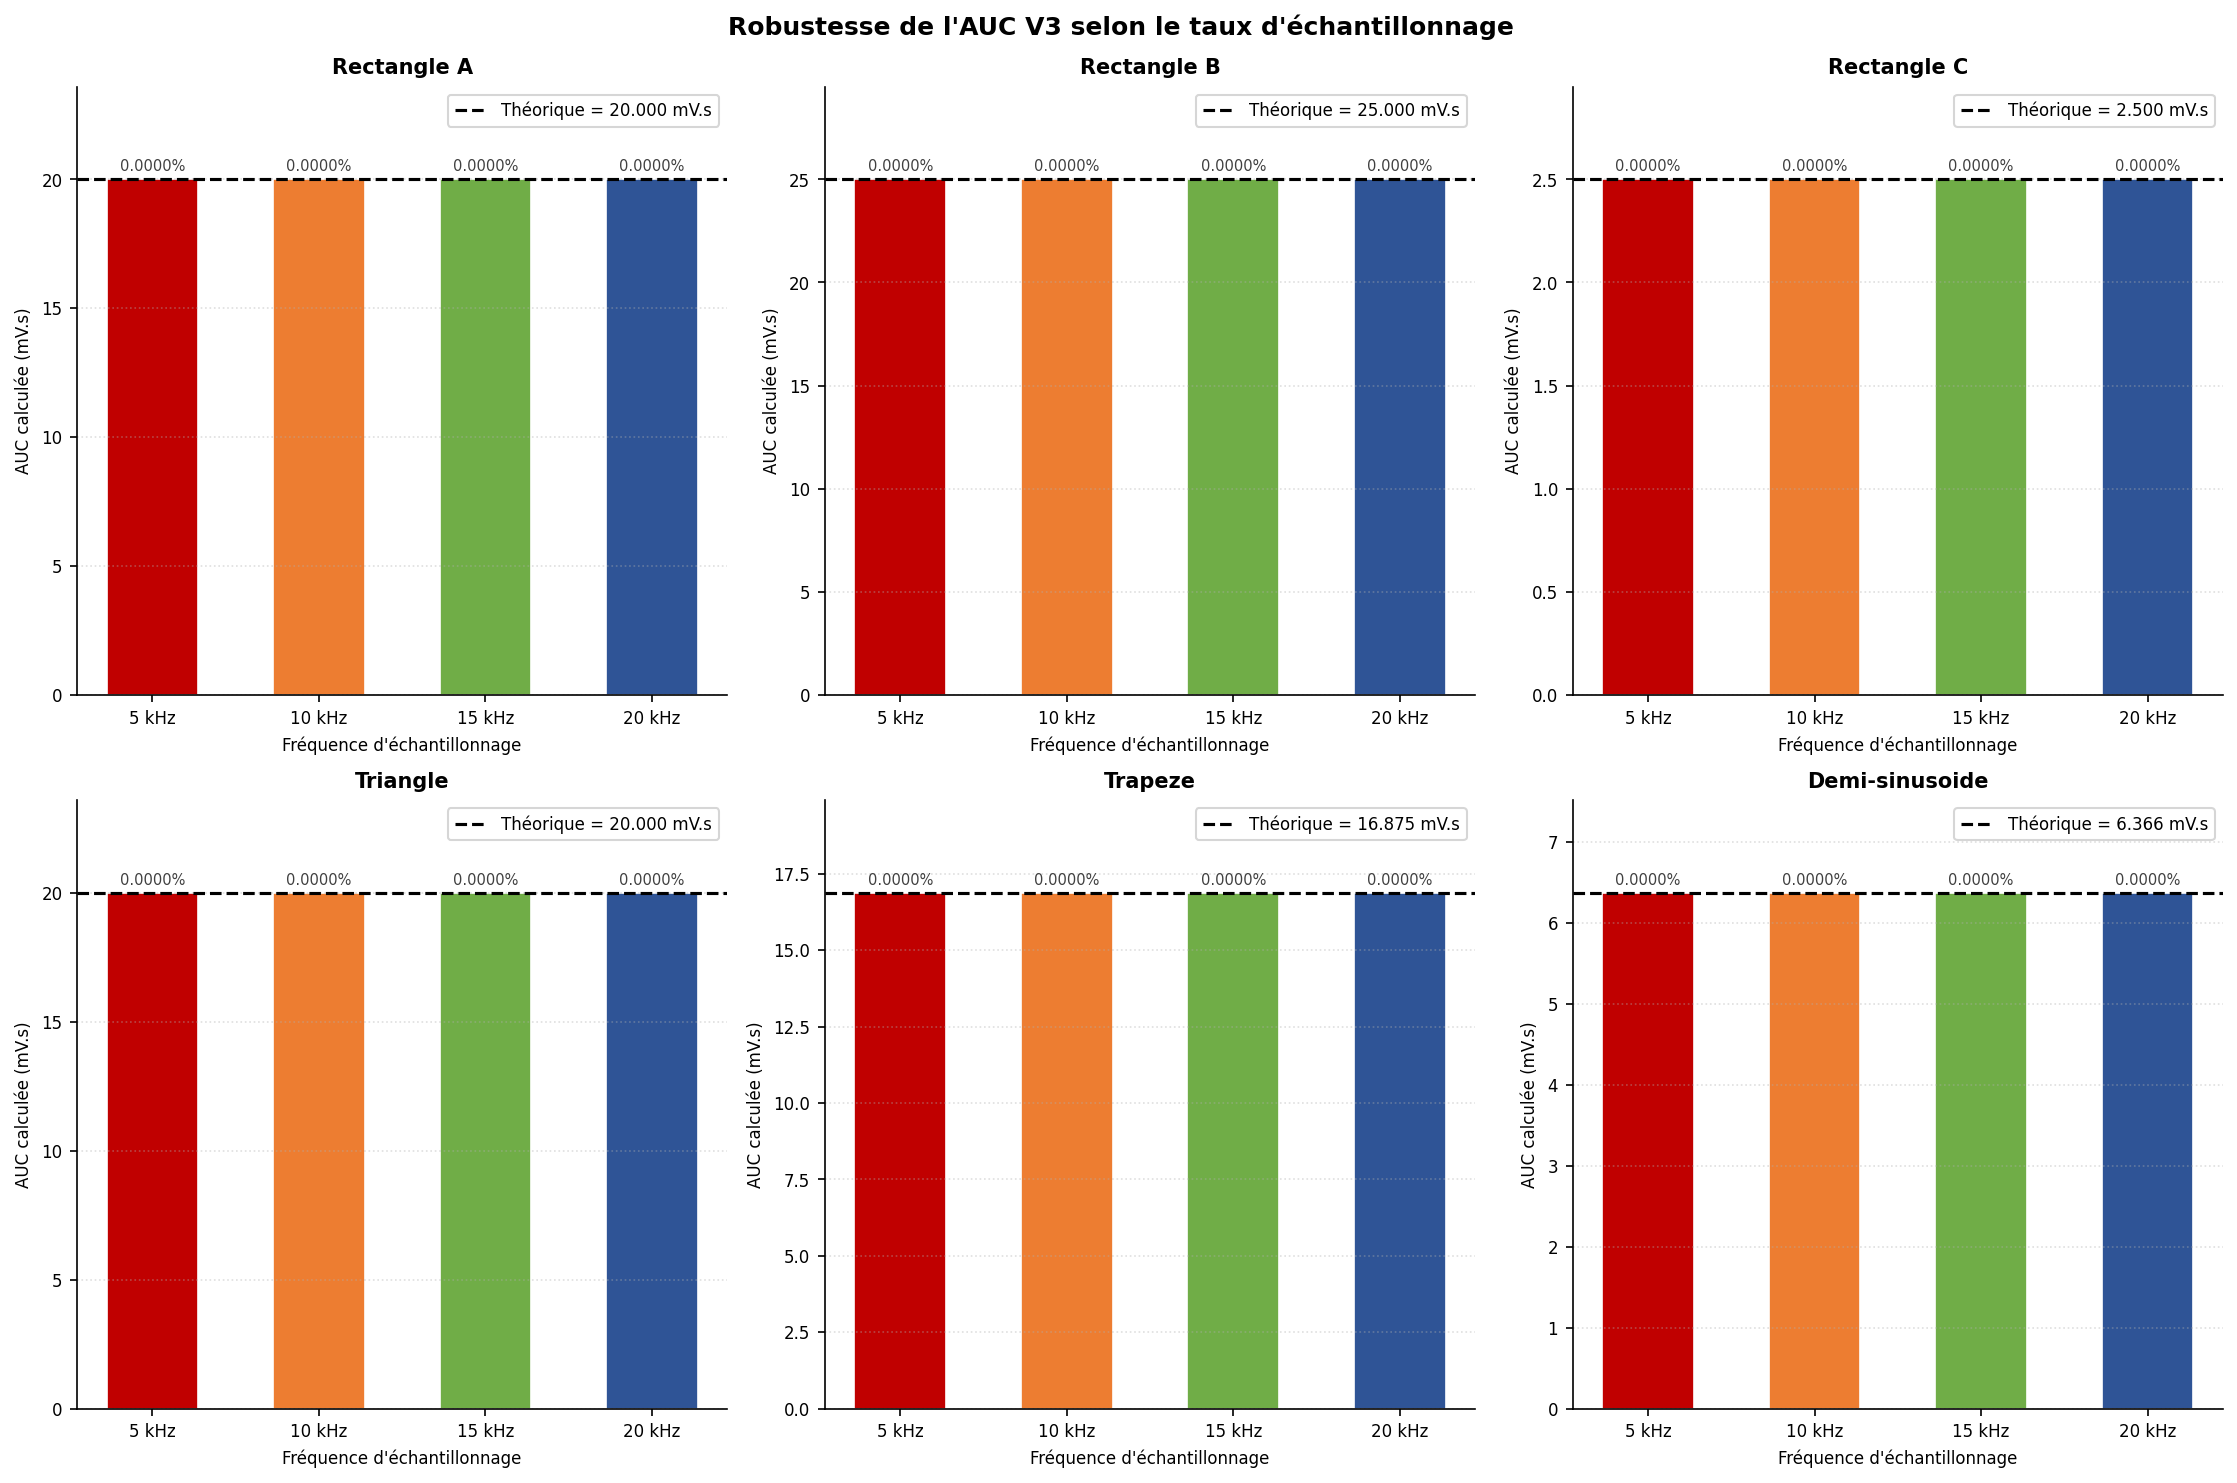 Robustesse de l'AUC V3 selon le taux d'échantillonnage
Rectangle A
Théorique = 20.000 mV.s
0.0000% 0.0000% 0.0000% 0.0000%
20
15
10
5
0
AUC calculée (mV.s)
5 kHz 10 kHz 15 kHz 20 kHz
Fréquence d'échantillonnage
Rectangle B
Théorique = 25.000 mV.s
0.0000% 0.0000% 0.0000% 0.0000%
25
20
15
10
5
0
AUC calculée (mV.s)
5 kHz 10 kHz 15 kHz 20 kHz
Fréquence d'échantillonnage
Rectangle C
Théorique = 2.500 mV.s
0.0000% 0.0000% 0.0000% 0.0000%
2.5
2.0
1.5
1.0
0.5
0.0
AUC calculée (mV.s)
5 kHz 10 kHz 15 kHz 20 kHz
Fréquence d'échantillonnage
Triangle
Théorique = 20.000 mV.s
0.0000% 0.0000% 0.0000% 0.0000%
20
15
10
5
0
AUC calculée (mV.s)
5 kHz 10 kHz 15 kHz 20 kHz
Fréquence d'échantillonnage
Trapeze
Théorique = 16.875 mV.s
0.0000% 0.0000% 0.0000% 0.0000%
17.5
15.0
12.5
10.0
7.5
5.0
2.5
0.0
AUC calculée (mV.s)
5 kHz 10 kHz 15 kHz 20 kHz
Fréquence d'échantillonnage
Demi-sinusoide
Théorique = 6.366 mV.s
0.0000% 0.0000% 0.0000% 0.0000%
7
6
5
4
3
2
1
0
AUC calculée (mV.s)
5 kHz 10 kHz 15 kHz 20 kHz
Fréquence d'échantillonnage